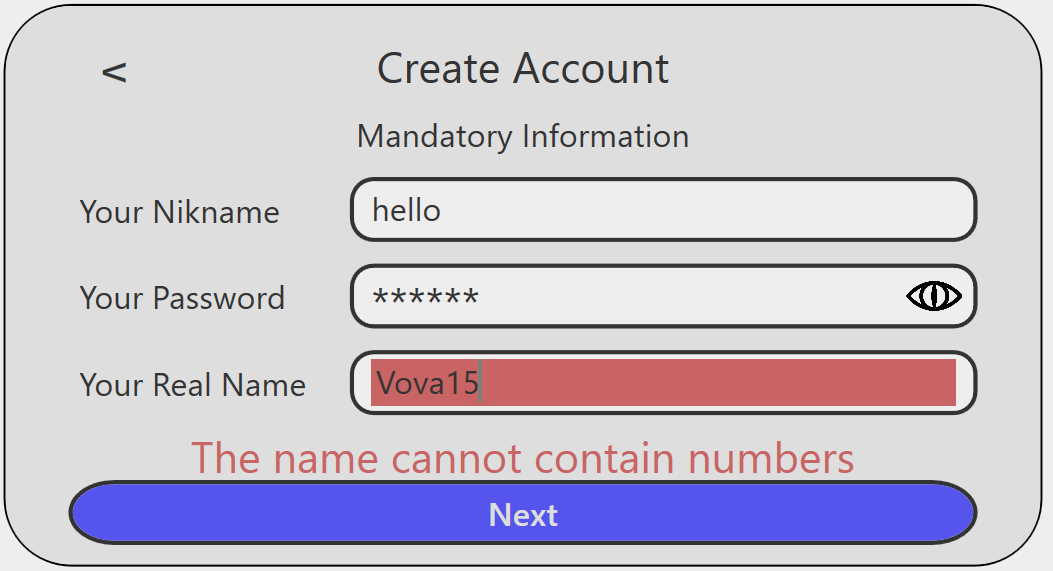 < Create Account
Mandatory Information
Your Nikname hello
Your Password ******
Your Real Name Vova15
The name cannot contain numbers
Next